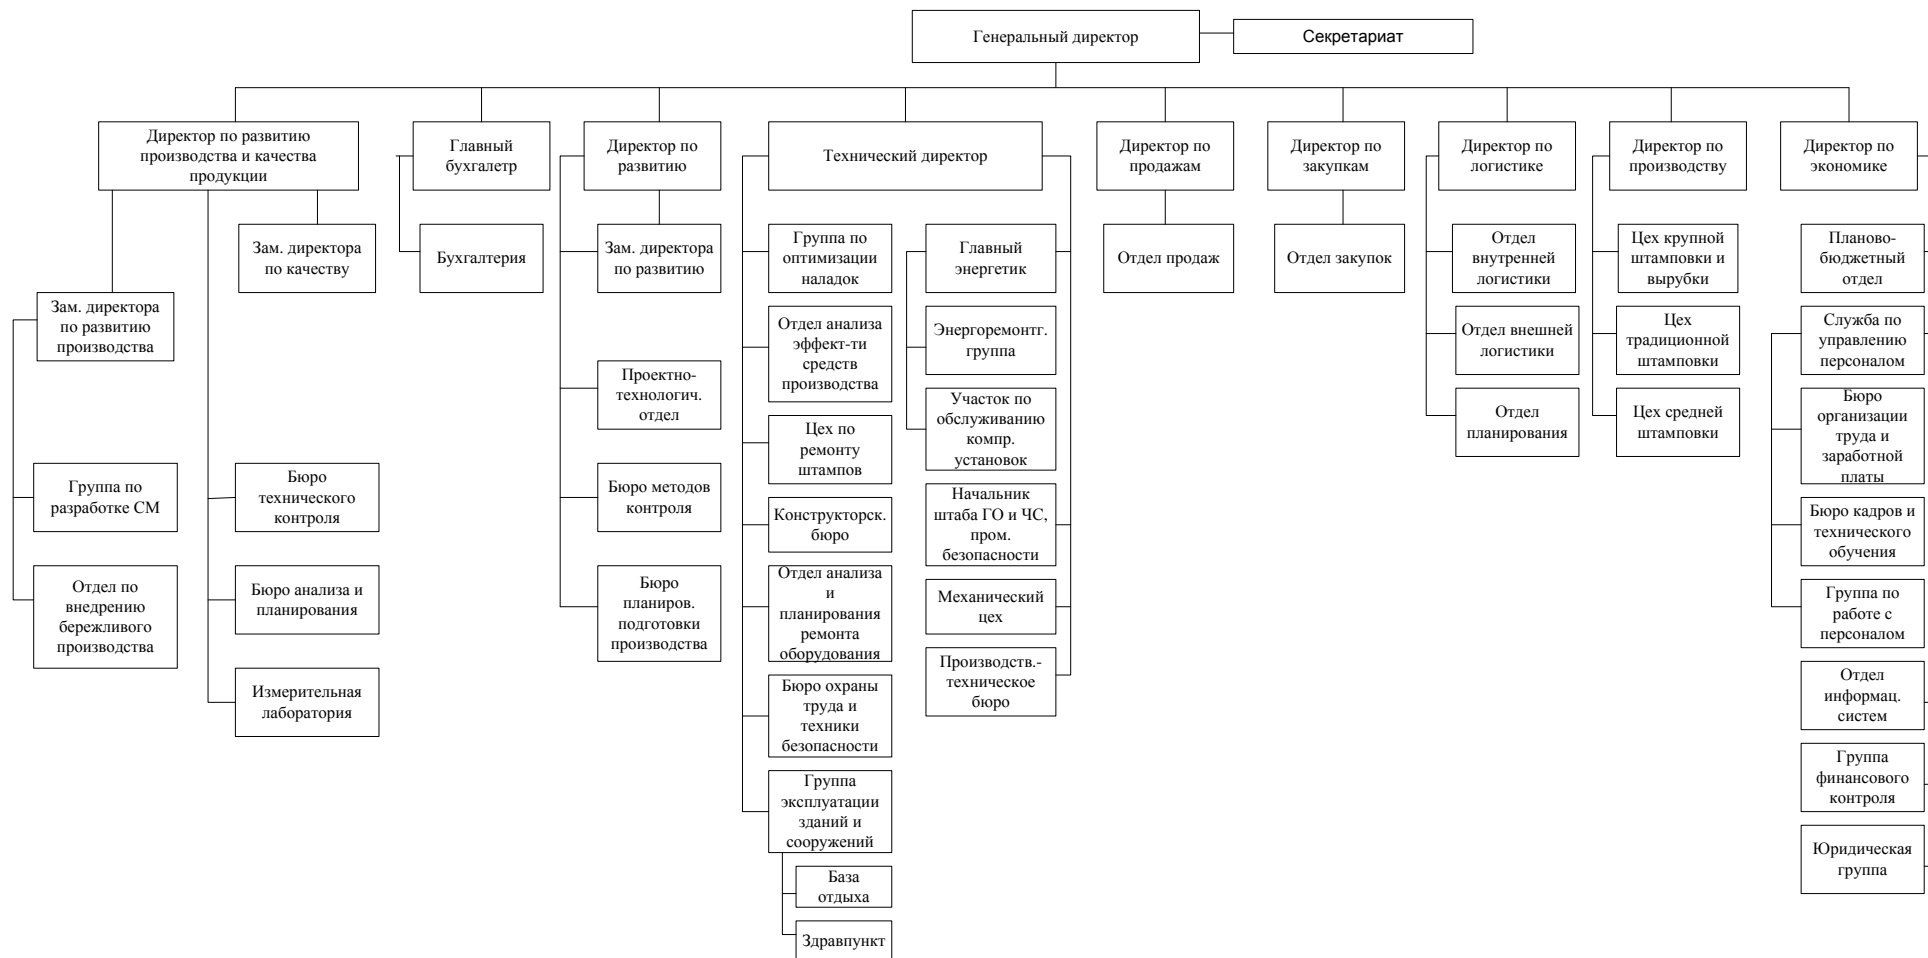 Генеральный директор
Секретариат
Директор по развитию
производства и качества
продукции
Главный
бухгалетр
Директор по
развитию
Технический директор
Директор по
продажам
Директор по
закупкам
Директор по
логистике
Директор по
производству
Директор по
экономике
Зам. директора
по качеству
Бухгалтерия
Зам. директора
по развитию
Группа по
оптимизации
наладок
Главный
энергетик
Отдел продаж
Отдел закупок
Отдел
внутренней
логистики
Цех крупной
штамповки и
вырубки
Планово-
бюджетный
отдел
Зам. директора
по развитию
производства
Отдел анализа
эффект-ти
средств
производства
Энергоремонтг.
группа
Отдел внешней
логистики
Цех
традиционной
штамповки
Служба по
управлению
персоналом
Проектно-
технологич.
отдел
Цех по
ремонту
штампов
Участок по
обслуживанию
компр.
установок
Отдел
планирования
Цех средней
штамповки
Бюро
организации
труда и
заработной
платы
Группа по
разработке СМ
Бюро
технического
контроля
Бюро методов
контроля
Конструкторск.
бюро
Начальник
штаба ГО и ЧС,
пром.
безопасности
Бюро кадров и
технического
обучения
Отдел по
внедрению
бережливого
производства
Бюро анализа и
планирования
Бюро
планиров.
подготовки
производства
Отдел анализа
и
планирования
ремонта
оборудования
Механический
цех
Группа по
работе с
персоналом
Измерительная
лаборатория
Бюро охраны
труда и
техники
безопасности
Производств.-
техническое
бюро
Отдел
информац.
систем
Группа
эксплуатации
зданий и
сооружений
Группа
финансового
контроля
База
отдыха
Юридическая
группа
Здравпункт